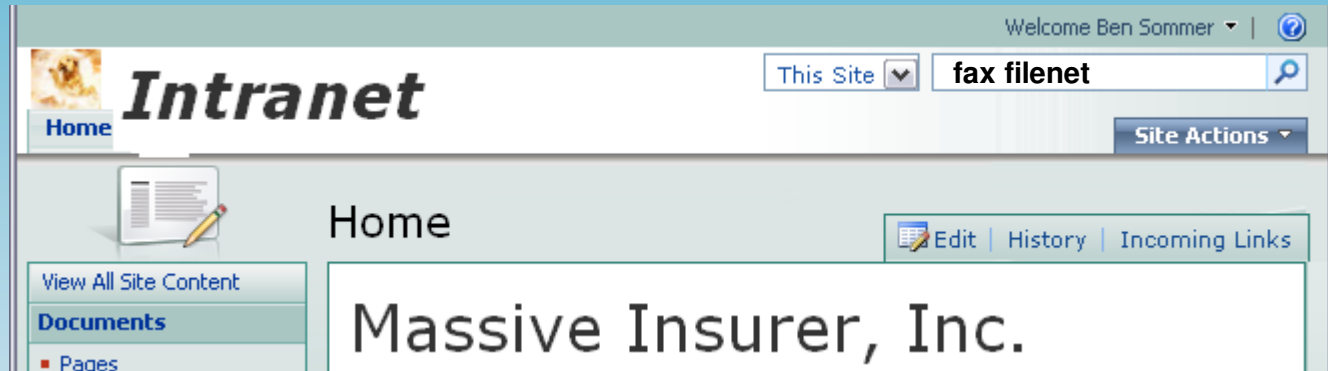 Welcome Ben Sommer |
Intranet
This Site fax filenet
Home
Site Actions
Home
Edit | History | Incoming Links
View All Site Content
Documents
Massive Insurer, Inc.
Pages